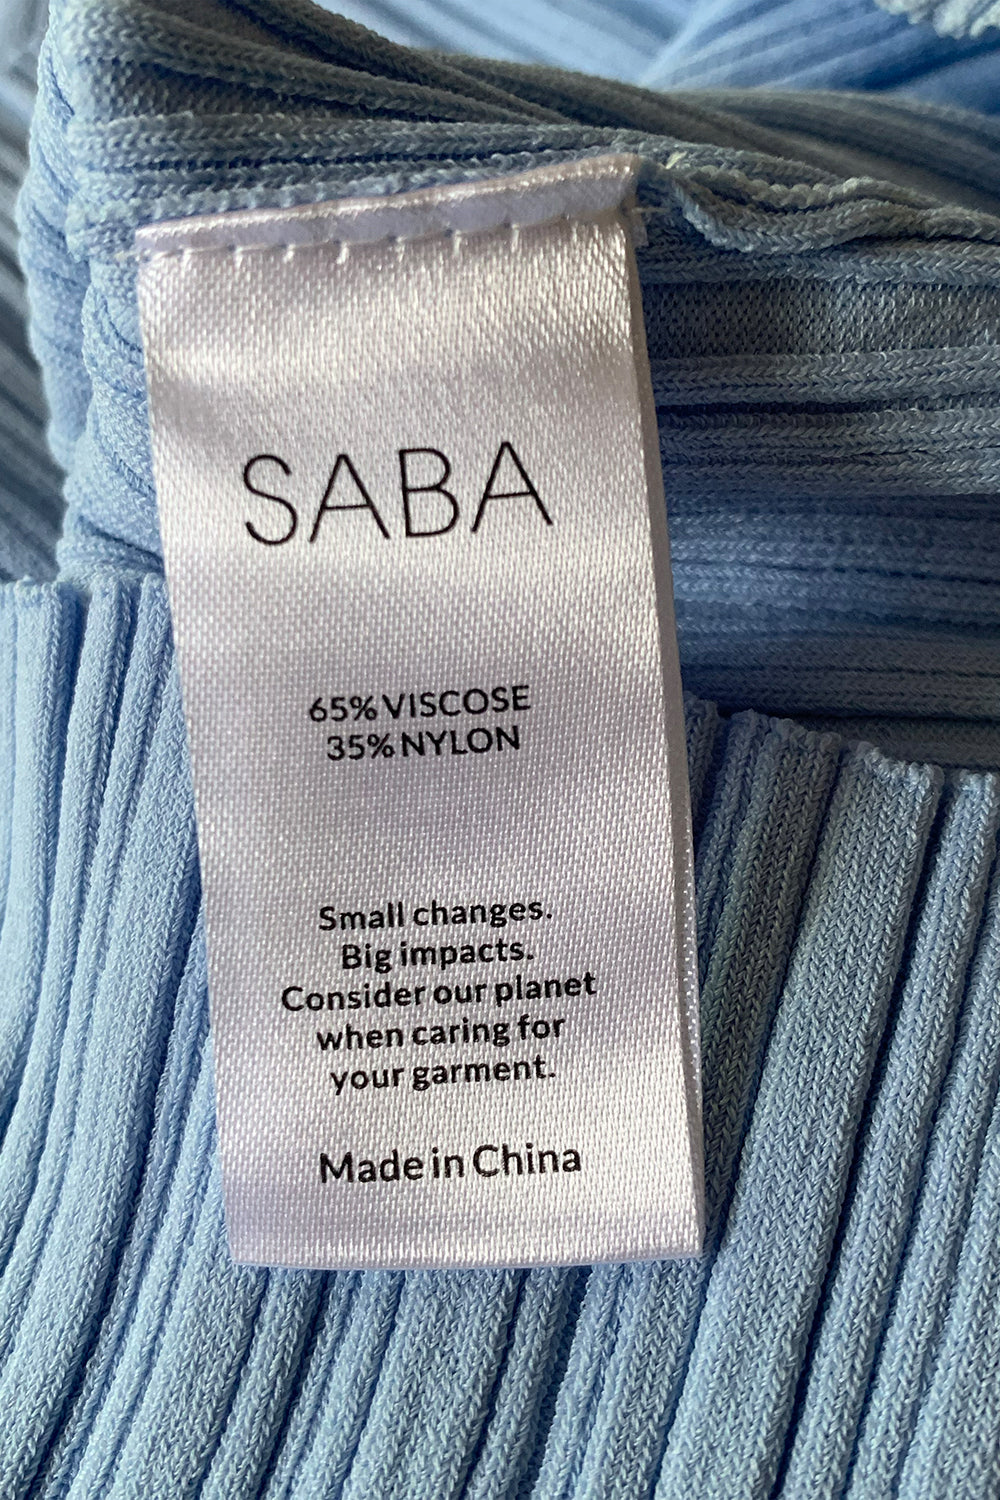 SABA
65% VISCOSE
35% NYLON
Small changes.
Big impacts.
Consider our planet
when caring for
your garment.
Made in China